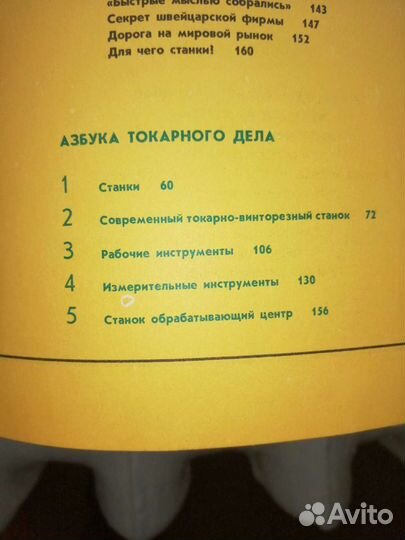 «Быстрые мыслью собрались» 143
Секрет швейцарской фирмы 147
Дорога на мировой рынок 152
Для чего станки! 160
АЗБУКА ТОКАРНОГО ДЕЛА
1 Станки 60
2 Современный токарно-винторезный станок 72
3 Рабочие инструменты 106
4 Измерительные инструменты 130
5 Станок обрабатывающий центр 156
Avito